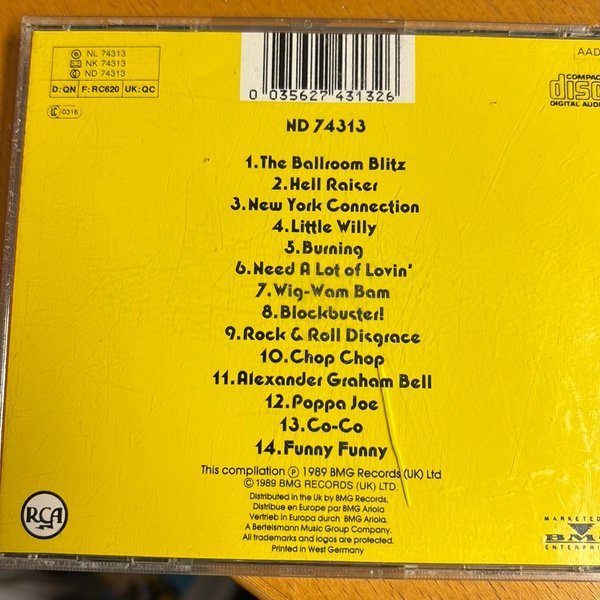 NL 74313
NK 74313
ND 74313
D: QN F: RC620 UK: QC
LC 0316
0 035627 431326
AAD
COMPAC
disc
DIGITAL AUDI
ND 74313
1.The Ballroom Blitz
2.Hell Raiser
3.New York Connection
4.Little Willy
5.Burning
6.Need A Lot of Lovin'
7.Wig-Wam Bam
8.Blockbuster!
9.Rock & Roll Disgrace
10.Chop Chop
11.Alexander Graham Bell
12.Poppa Joe
13.Co-Co
14.Funny Funny
This compilation ℗ 1989 BMG Records (UK) Ltd
© 1989 BMG RECORDS (UK) LTD.
Distributed in the Uk by BMG Records,
Distribue en Europe par BMG Ariola
Vertrieb in Europa durch BMG Ariola.
A Bertelsmann Music Group Company.
All trademarks and logos are protected.
Printed in West Germany
RCA
MARKETED
BMG
ENTERPRI